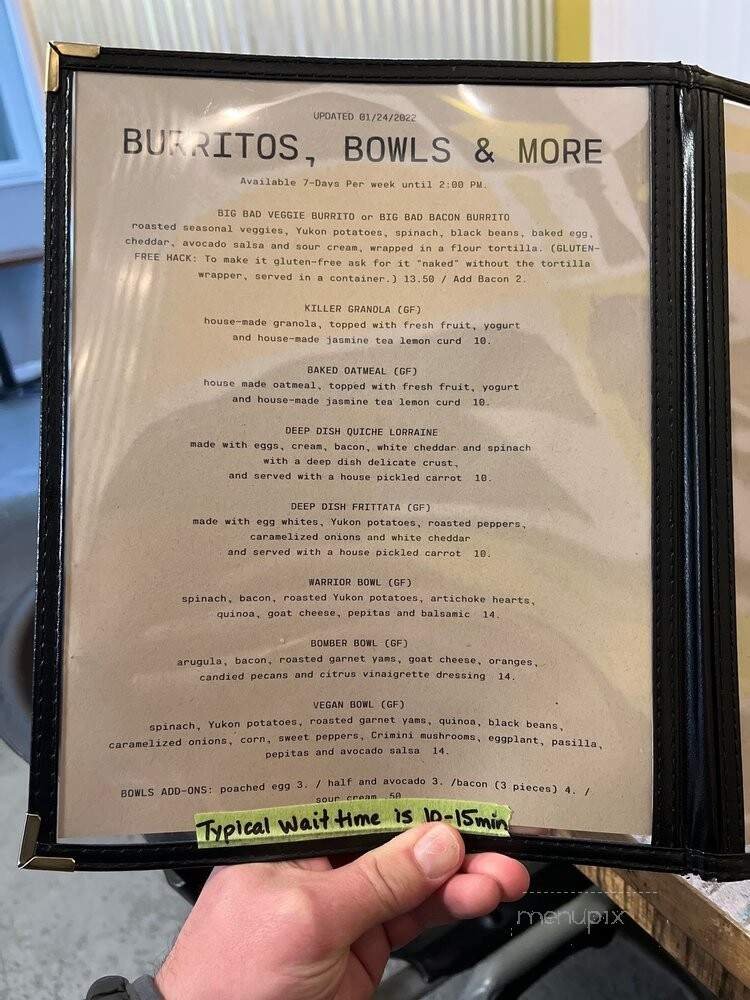 UPDATED 01/24/2022
BURRITOS, BOWLS & MORE
Available 7-Days Per week until 2:00 PM.
BIG BAD VEGGIE BURRITO or BIG BAD BACON BURRITO
roasted seasonal veggies, Yukon potatoes, spinach, black beans, baked egg,
cheddar, avocado salsa and sour cream, wrapped in a flour tortilla. (GLUTEN-
FREE HACK: To make it gluten-free ask for it "naked" without the tortilla
wrapper, served in a container.) 13.50 / Add Bacon 2.
KILLER GRANOLA (GF)
house-made granola, topped with fresh fruit, yogurt
and house-made jasmine tea lemon curd 10.
BAKED OATMEAL (GF)
house made oatmeal, topped with fresh fruit, yogurt
and house-made jasmine tea lemon curd 10.
DEEP DISH QUICHE LORRAINE
made with eggs, cream, bacon, white cheddar and spinach
with a deep dish delicate crust,
and served with a house pickled carrot 10.
DEEP DISH FRITTATA (GF)
made with egg whites, Yukon potatoes, roasted peppers,
caramelized onions and white cheddar
and served with a house pickled carrot 10.
WARRIOR BOWL (GF)
spinach, bacon, roasted Yukon potatoes, artichoke hearts,
quinoa, goat cheese, pepitas and balsamic 14.
BOMBER BOWL (GF)
arugula, bacon, roasted garnet yams, goat cheese, oranges,
candied pecans and citrus vinaigrette dressing 14.
VEGAN BOWL (GF)
spinach, Yukon potatoes, roasted garnet yams, quinoa, black beans,
caramelized onions, corn, sweet peppers, Crimini mushrooms, eggplant, pasilla,
pepitas and avocado salsa 14.
BOWLS ADD-ONS: poached egg 3. / half and avocado 3. /bacon (3 pieces) 4. /
sour cream .50
Typical Wait time is 10-15min
menupix